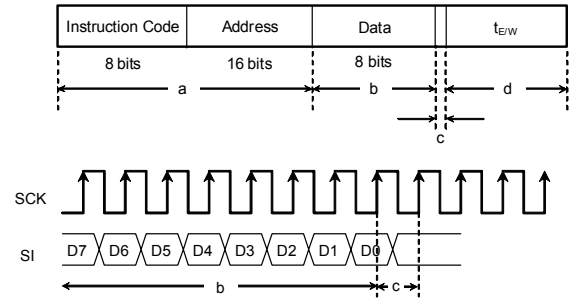 Instruction Code Address Data tE/W
8 bits 16 bits 8 bits
a b d
c
SCK
SI D7 D6 D5 D4 D3 D2 D1 D0
b c